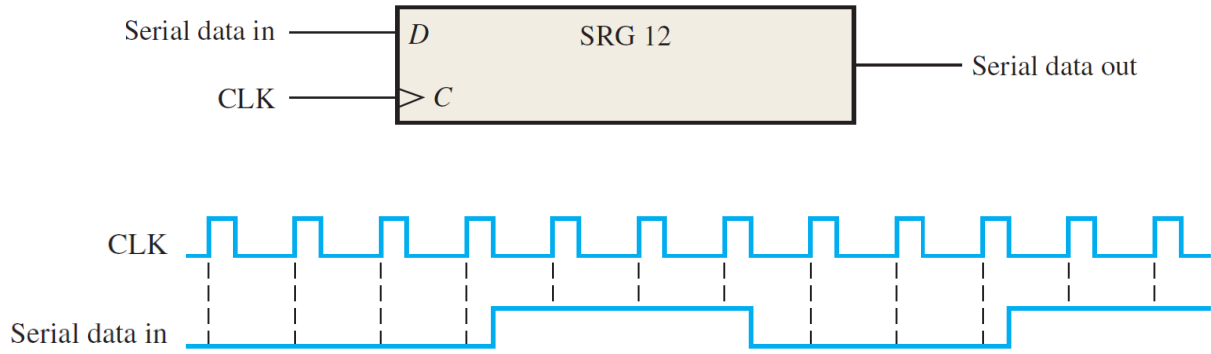 Serial data in
D
SRG 12
Serial data out
CLK
C
CLK
Serial data in